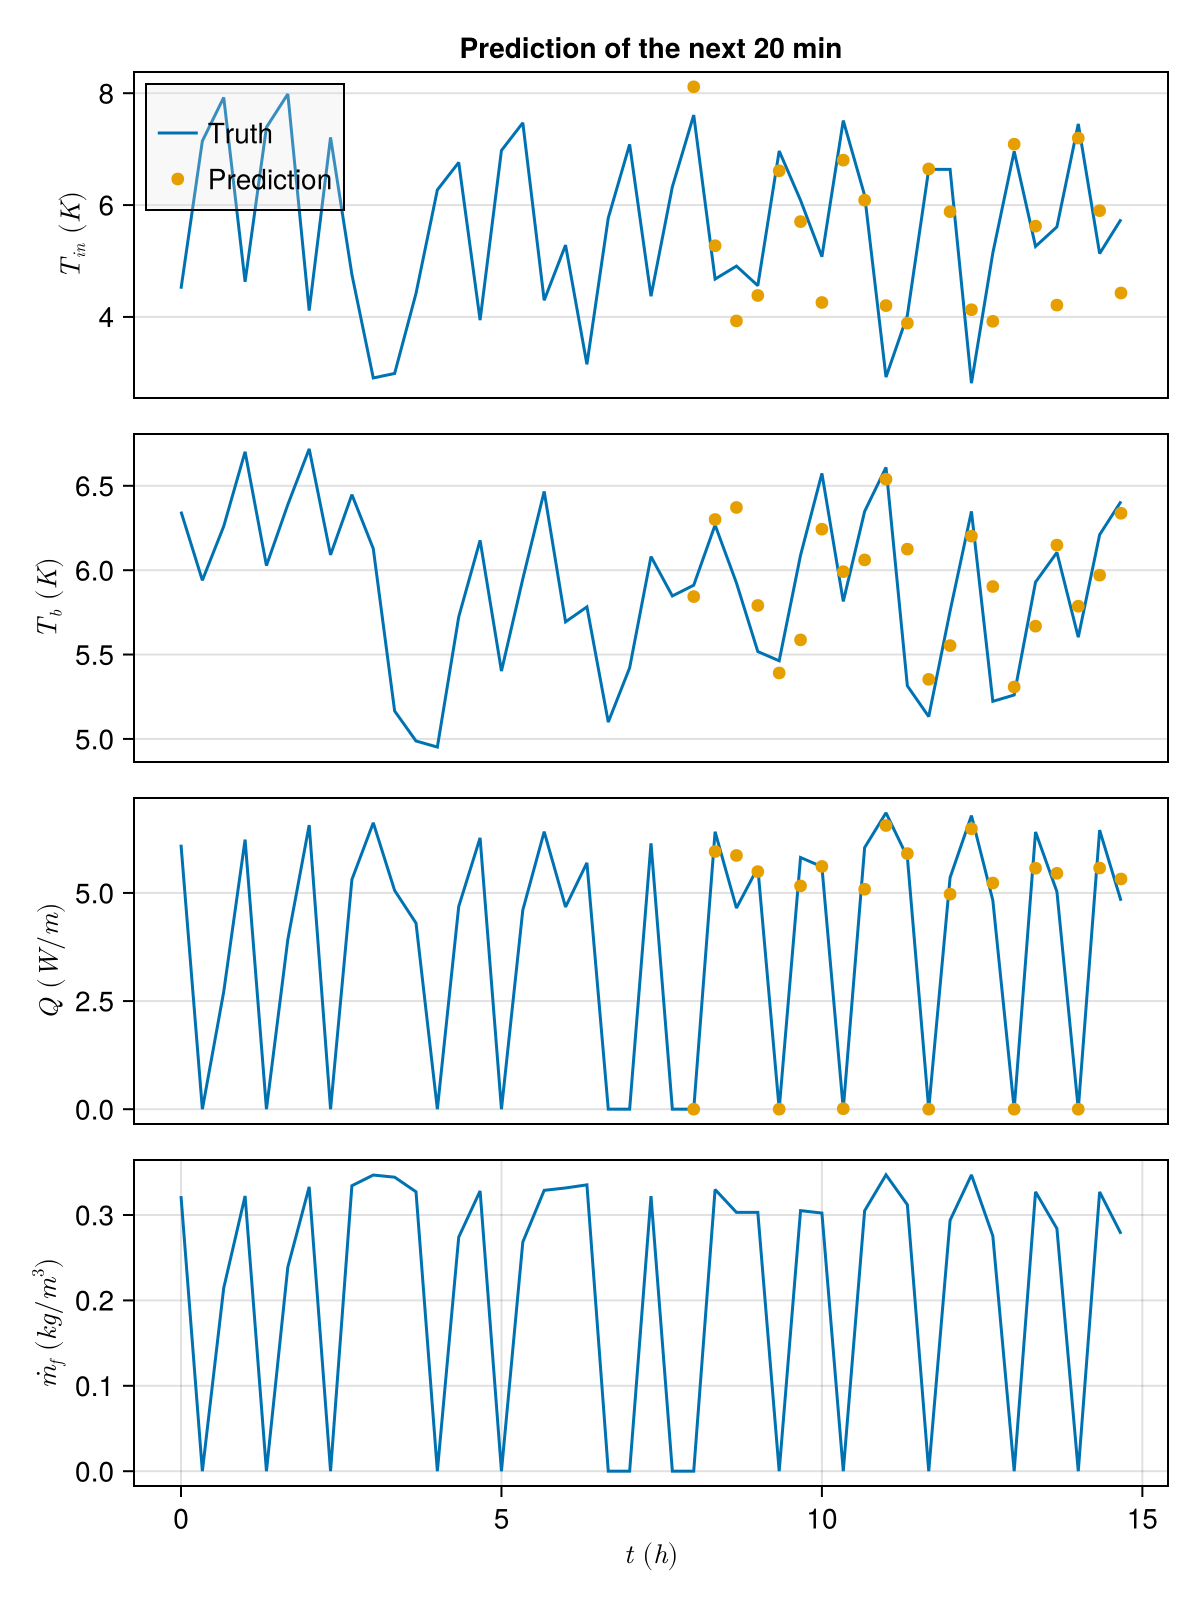 Prediction of the next 20 min
Truth
Prediction
8
6
4
T_in (K)
6.5
6.0
5.5
5.0
T_b (K)
5.0
2.5
0.0
Q (W/m)
0.3
0.2
0.1
0.0
ṁ_f (kg/m³)
0 5 10 15
t (h)